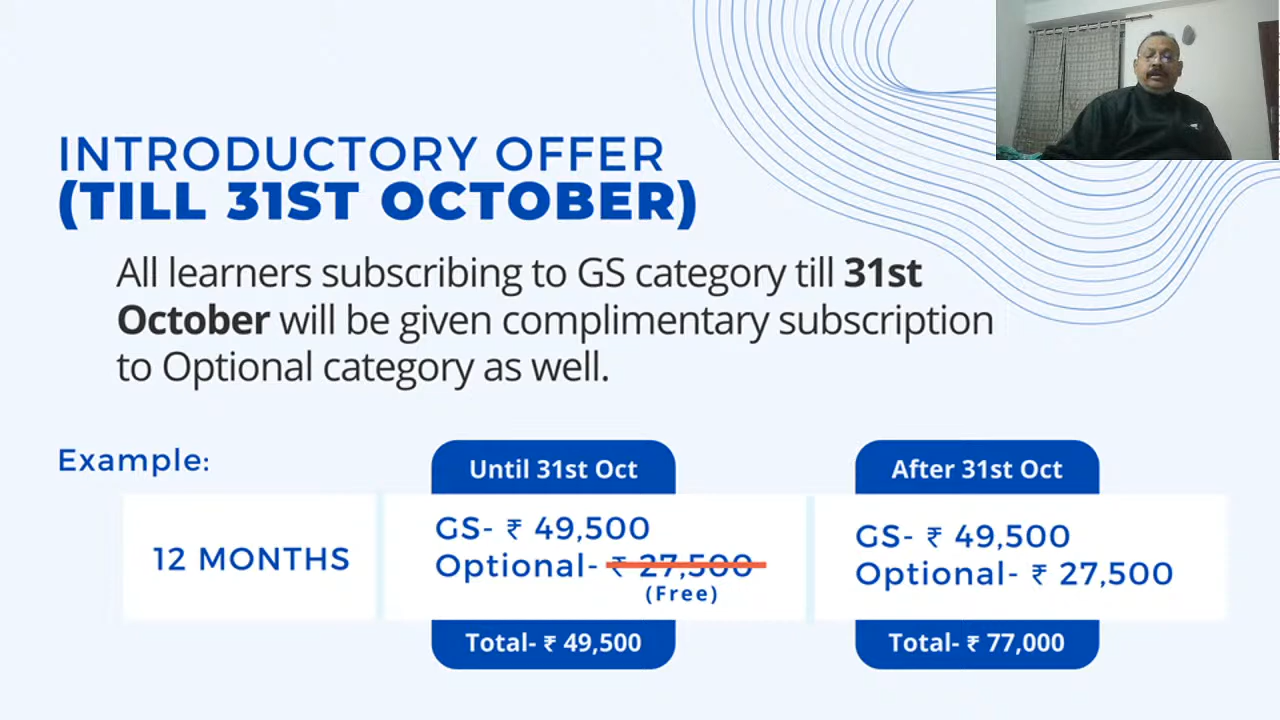 INTRODUCTORY OFFER
(TILL 31ST OCTOBER)
All learners subscribing to GS category till 31st
October will be given complimentary subscription
to Optional category as well.
Example:
Until 31st Oct
After 31st Oct
12 MONTHS
GS- ₹ 49,500
Optional- ₹ 27,500
(Free)
GS- ₹ 49,500
Optional- ₹ 27,500
Total- ₹ 49,500
Total- ₹ 77,000